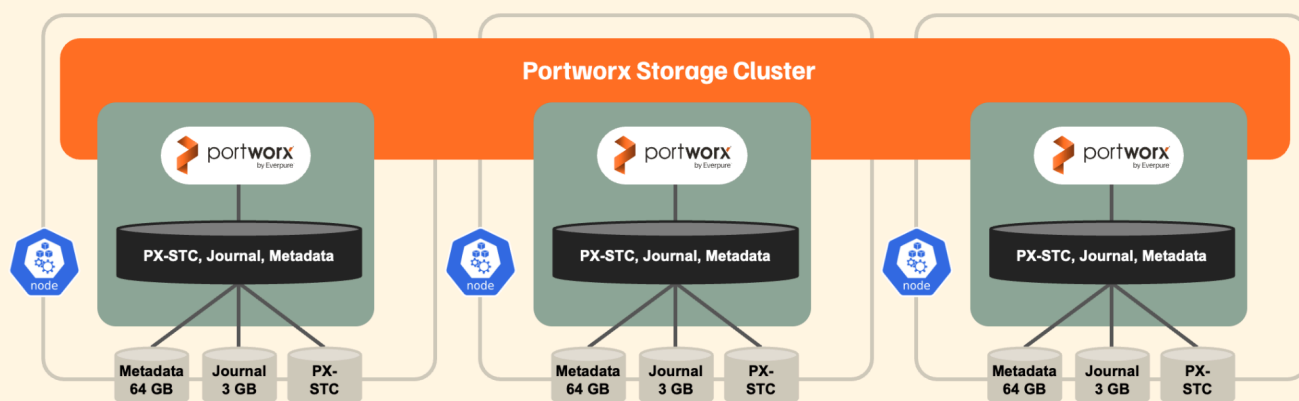 Portworx Storage Cluster
portworx
by Everpure
portworx
by Everpure
portworx
by Everpure
PX-STC, Journal, Metadata
PX-STC, Journal, Metadata
PX-STC, Journal, Metadata
node
node
node
Metadata
64 GB
Journal
3 GB
PX-
STC
Metadata
64 GB
Journal
3 GB
PX-
STC
Metadata
64 GB
Journal
3 GB
PX-
STC